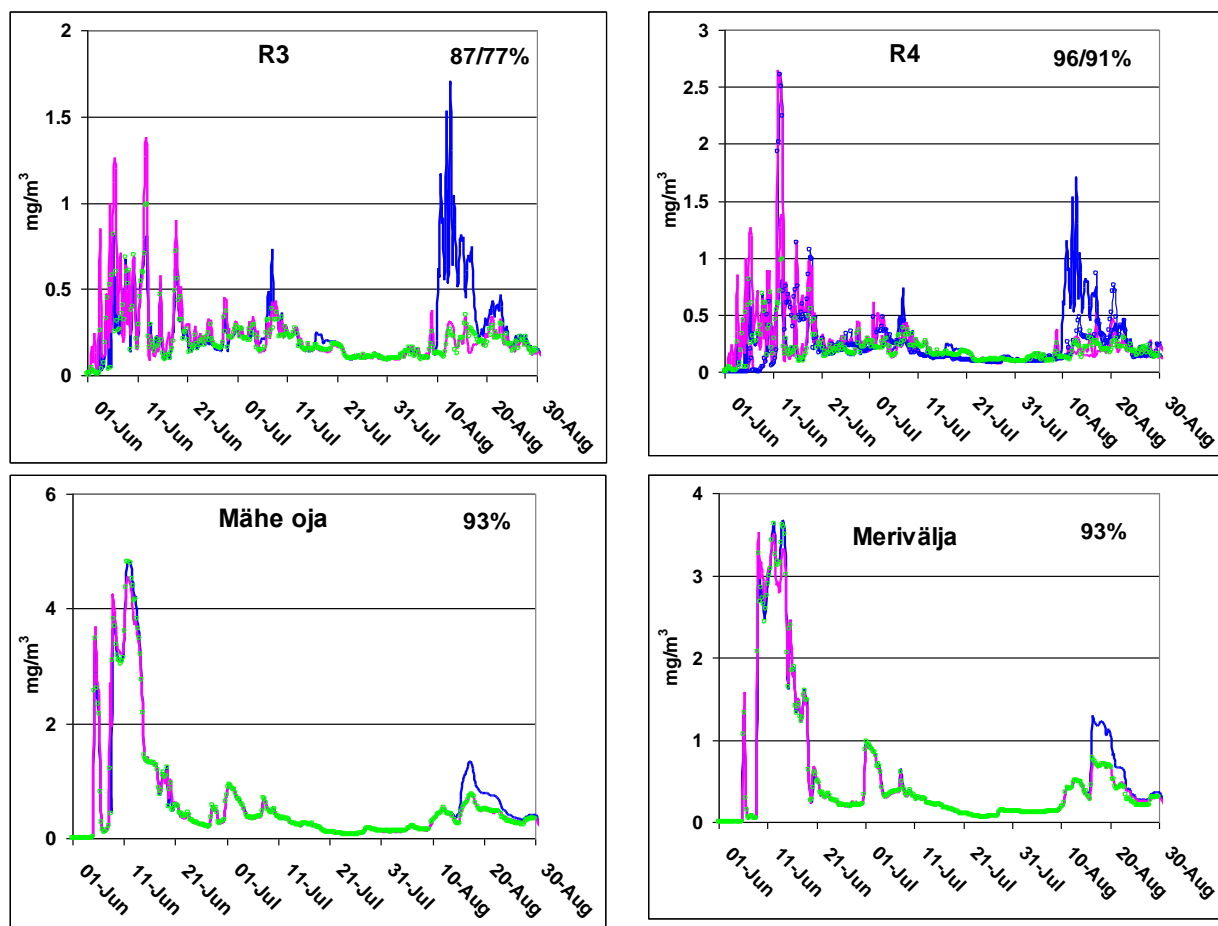 R3
87/77%
2
1.5
1
0.5
0
mg/m³
01-Jun
11-Jun
21-Jun
01-Jul
11-Jul
21-Jul
31-Jul
10-Aug
20-Aug
30-Aug
R4
96/91%
3
2.5
2
1.5
1
0.5
0
mg/m³
01-Jun
11-Jun
21-Jun
01-Jul
11-Jul
21-Jul
31-Jul
10-Aug
20-Aug
30-Aug
Mähe oja
93%
6
4
2
0
mg/m³
01-Jun
11-Jun
21-Jun
01-Jul
11-Jul
21-Jul
31-Jul
10-Aug
20-Aug
30-Aug
Merivälja
93%
4
3
2
1
0
mg/m³
01-Jun
11-Jun
21-Jun
01-Jul
11-Jul
21-Jul
31-Jul
10-Aug
20-Aug
30-Aug